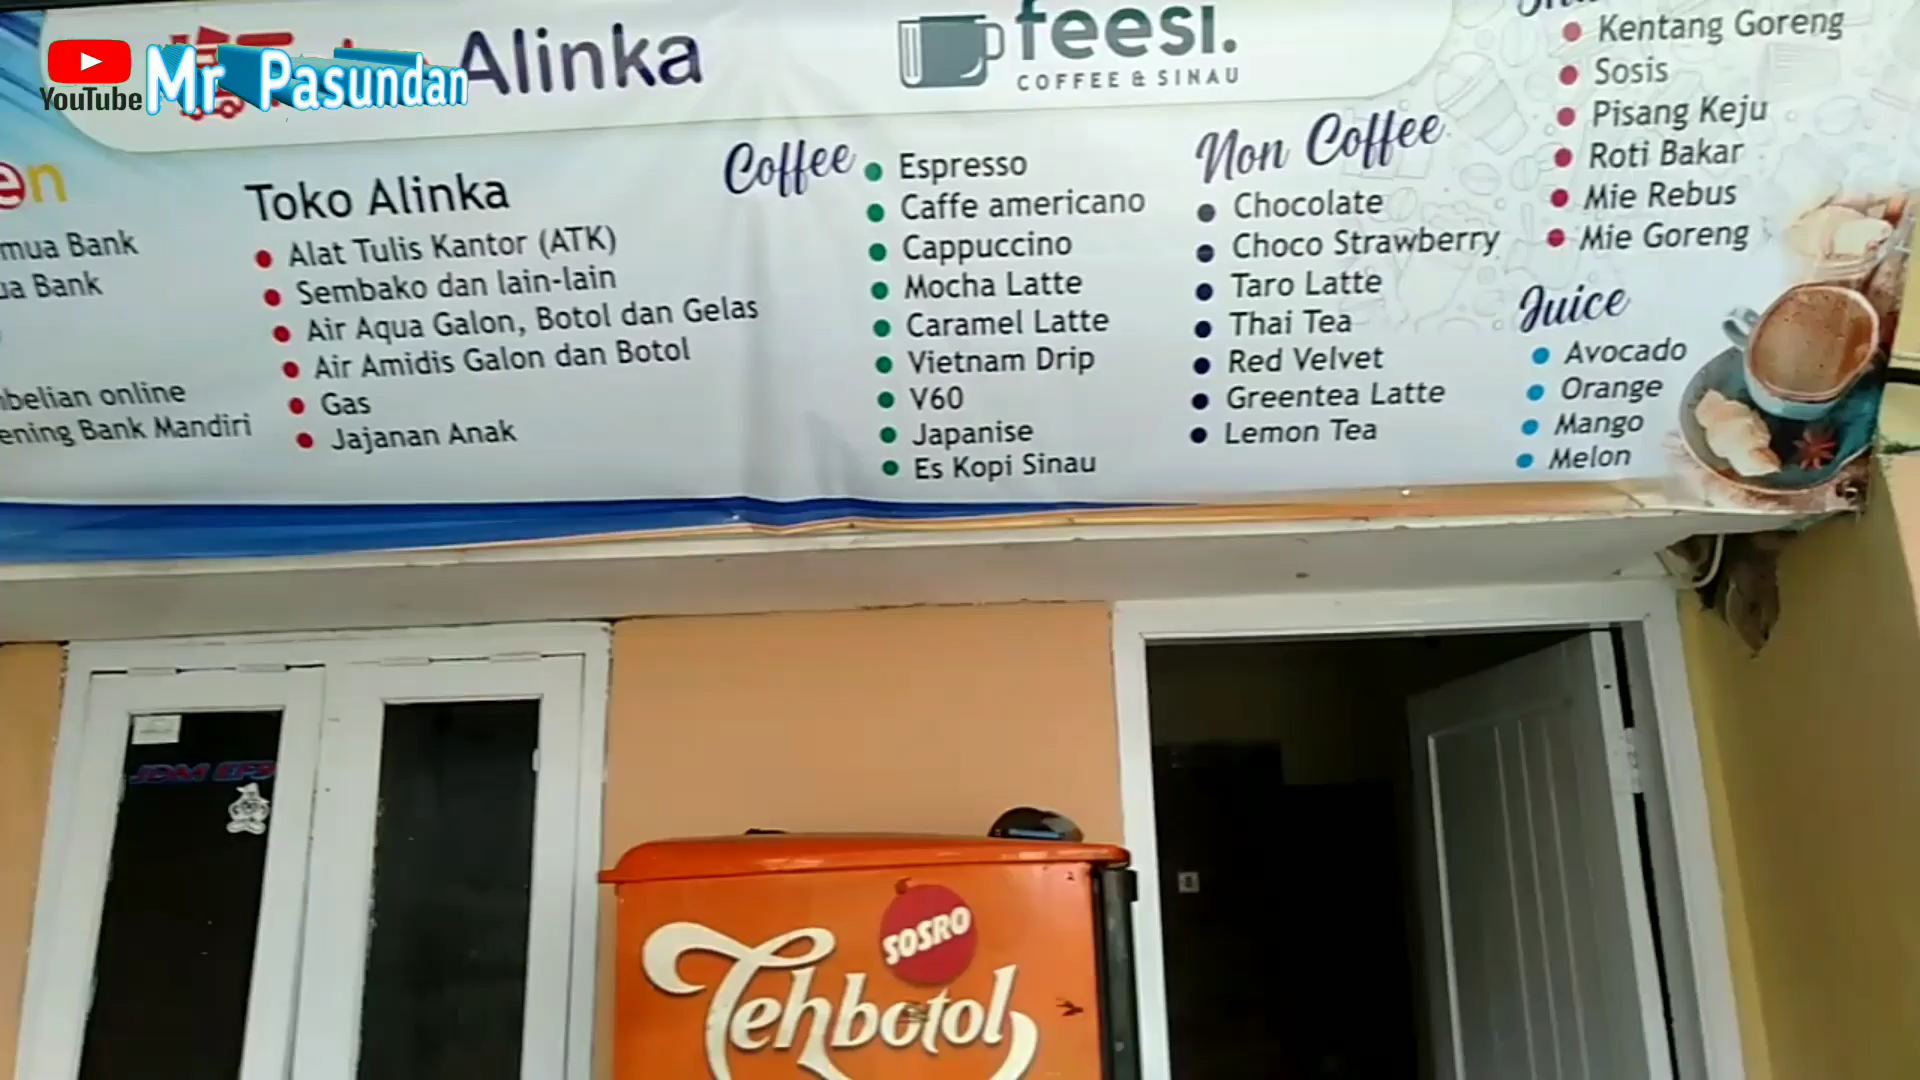 YouTube Mr Pasundan
Alinka
feesi.
COFFEE & SINAU
en
mua Bank
ua Bank
belian online
ening Bank Mandiri
Toko Alinka
Alat Tulis Kantor (ATK)
Sembako dan lain-lain
Air Aqua Galon, Botol dan Gelas
Air Amidis Galon dan Botol
Gas
Jajanan Anak
Coffee
Espresso
Caffe americano
Cappuccino
Mocha Latte
Caramel Latte
Vietnam Drip
V60
Japanise
Es Kopi Sinau
Non Coffee
Chocolate
Choco Strawberry
Taro Latte
Thai Tea
Red Velvet
Greentea Latte
Lemon Tea
Kentang Goreng
Sosis
Pisang Keju
Roti Bakar
Mie Rebus
Mie Goreng
Juice
Avocado
Orange
Mango
Melon
JDM
SOSRO
Tehbotol